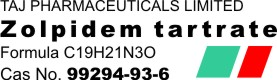 TAJ PHARMACEUTICALS LIMITED
Zolpidem tartrate
Formula C19H21N3O
Cas No. 99294-93-6